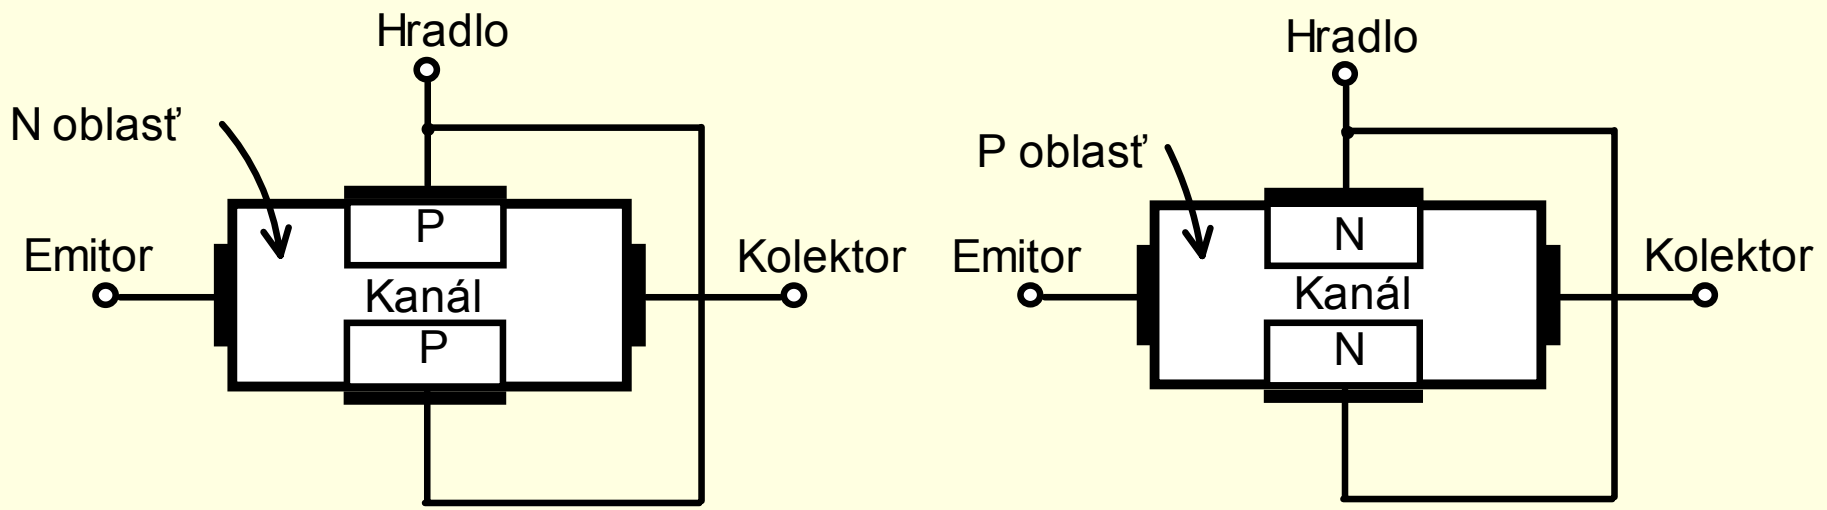 Hradlo
N oblasť
P
Emitor
Kolektor
Kanál
P
Hradlo
P oblasť
N
Emitor
Kolektor
Kanál
N